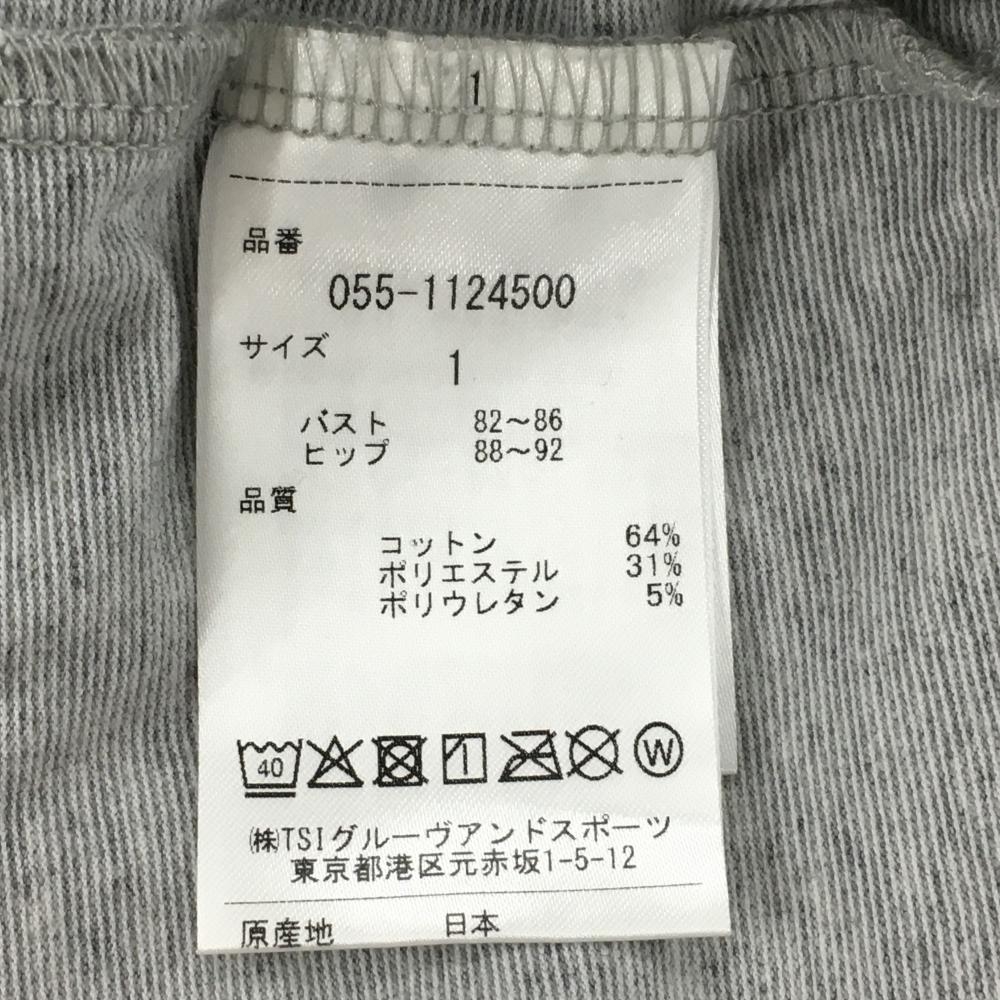 1
品番
055-1124500
サイズ
1
バスト 82～86
ヒップ 88～92
品質
コットン 64%
ポリエステル 31%
ポリウレタン 5%
40 W
㈱TSIグルーヴアンドスポーツ
東京都港区元赤坂1-5-12
原産地 日本